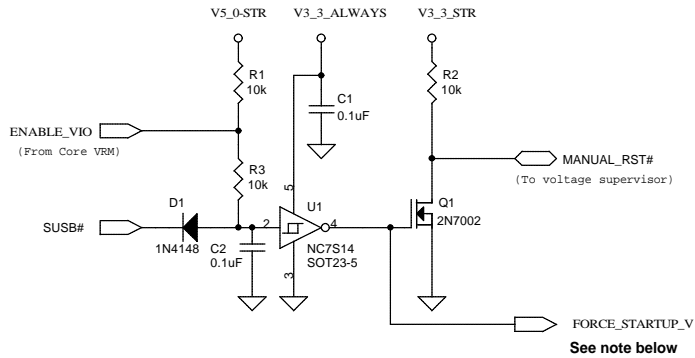 V5_0-STR
V3_3_ALWAYS
V3_3_STR
R1
10k
R2
10k
C1
0.1uF
ENABLE_VIO
(From Core VRM)
MANUAL_RST#
(To voltage supervisor)
R3
10k
5
D1
U1
Q1
SUSB#
2
4
2N7002
1N4148
C2
0.1uF
NC7S14
SOT23-5
3
FORCE_STARTUP_V
See note below